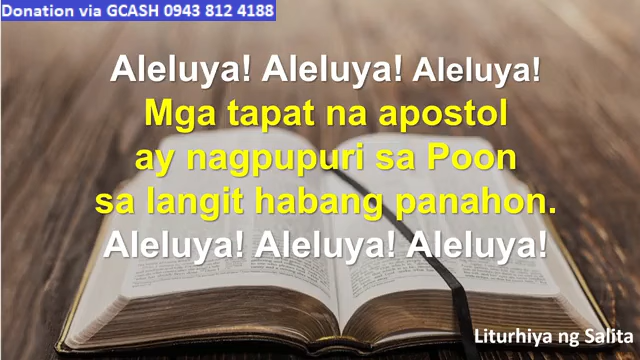 Donation via GCASH 0943 812 4188
Aleluya! Aleluya! Aleluya!
Mga tapat na apostol
ay nagpupuri sa Poon
sa langit habang panahon.
Aleluya! Aleluya! Aleluya!
Liturhiya ng Salita